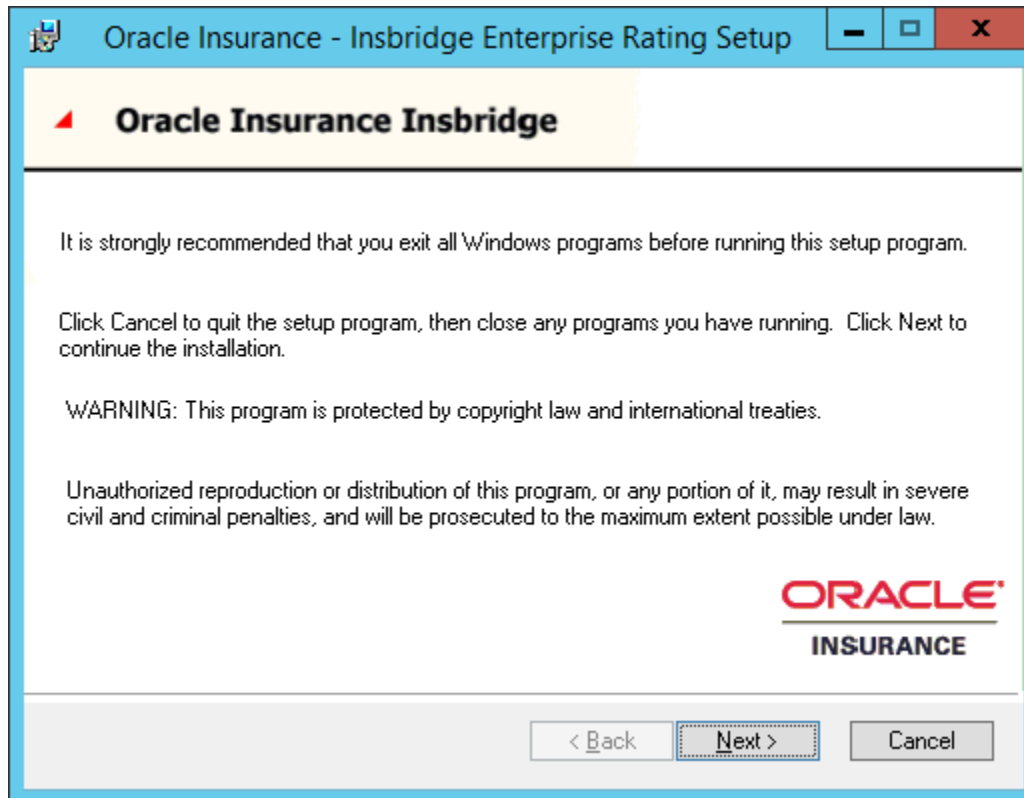 Oracle Insurance - Insbridge Enterprise Rating Setup
Oracle Insurance Insbridge
It is strongly recommended that you exit all Windows programs before running this setup program.
Click Cancel to quit the setup program, then close any programs you have running.  Click Next to
continue the installation.
WARNING: This program is protected by copyright law and international treaties.
Unauthorized reproduction or distribution of this program, or any portion of it, may result in severe
civil and criminal penalties, and will be prosecuted to the maximum extent possible under law.
ORACLE
INSURANCE
< Back Next > Cancel